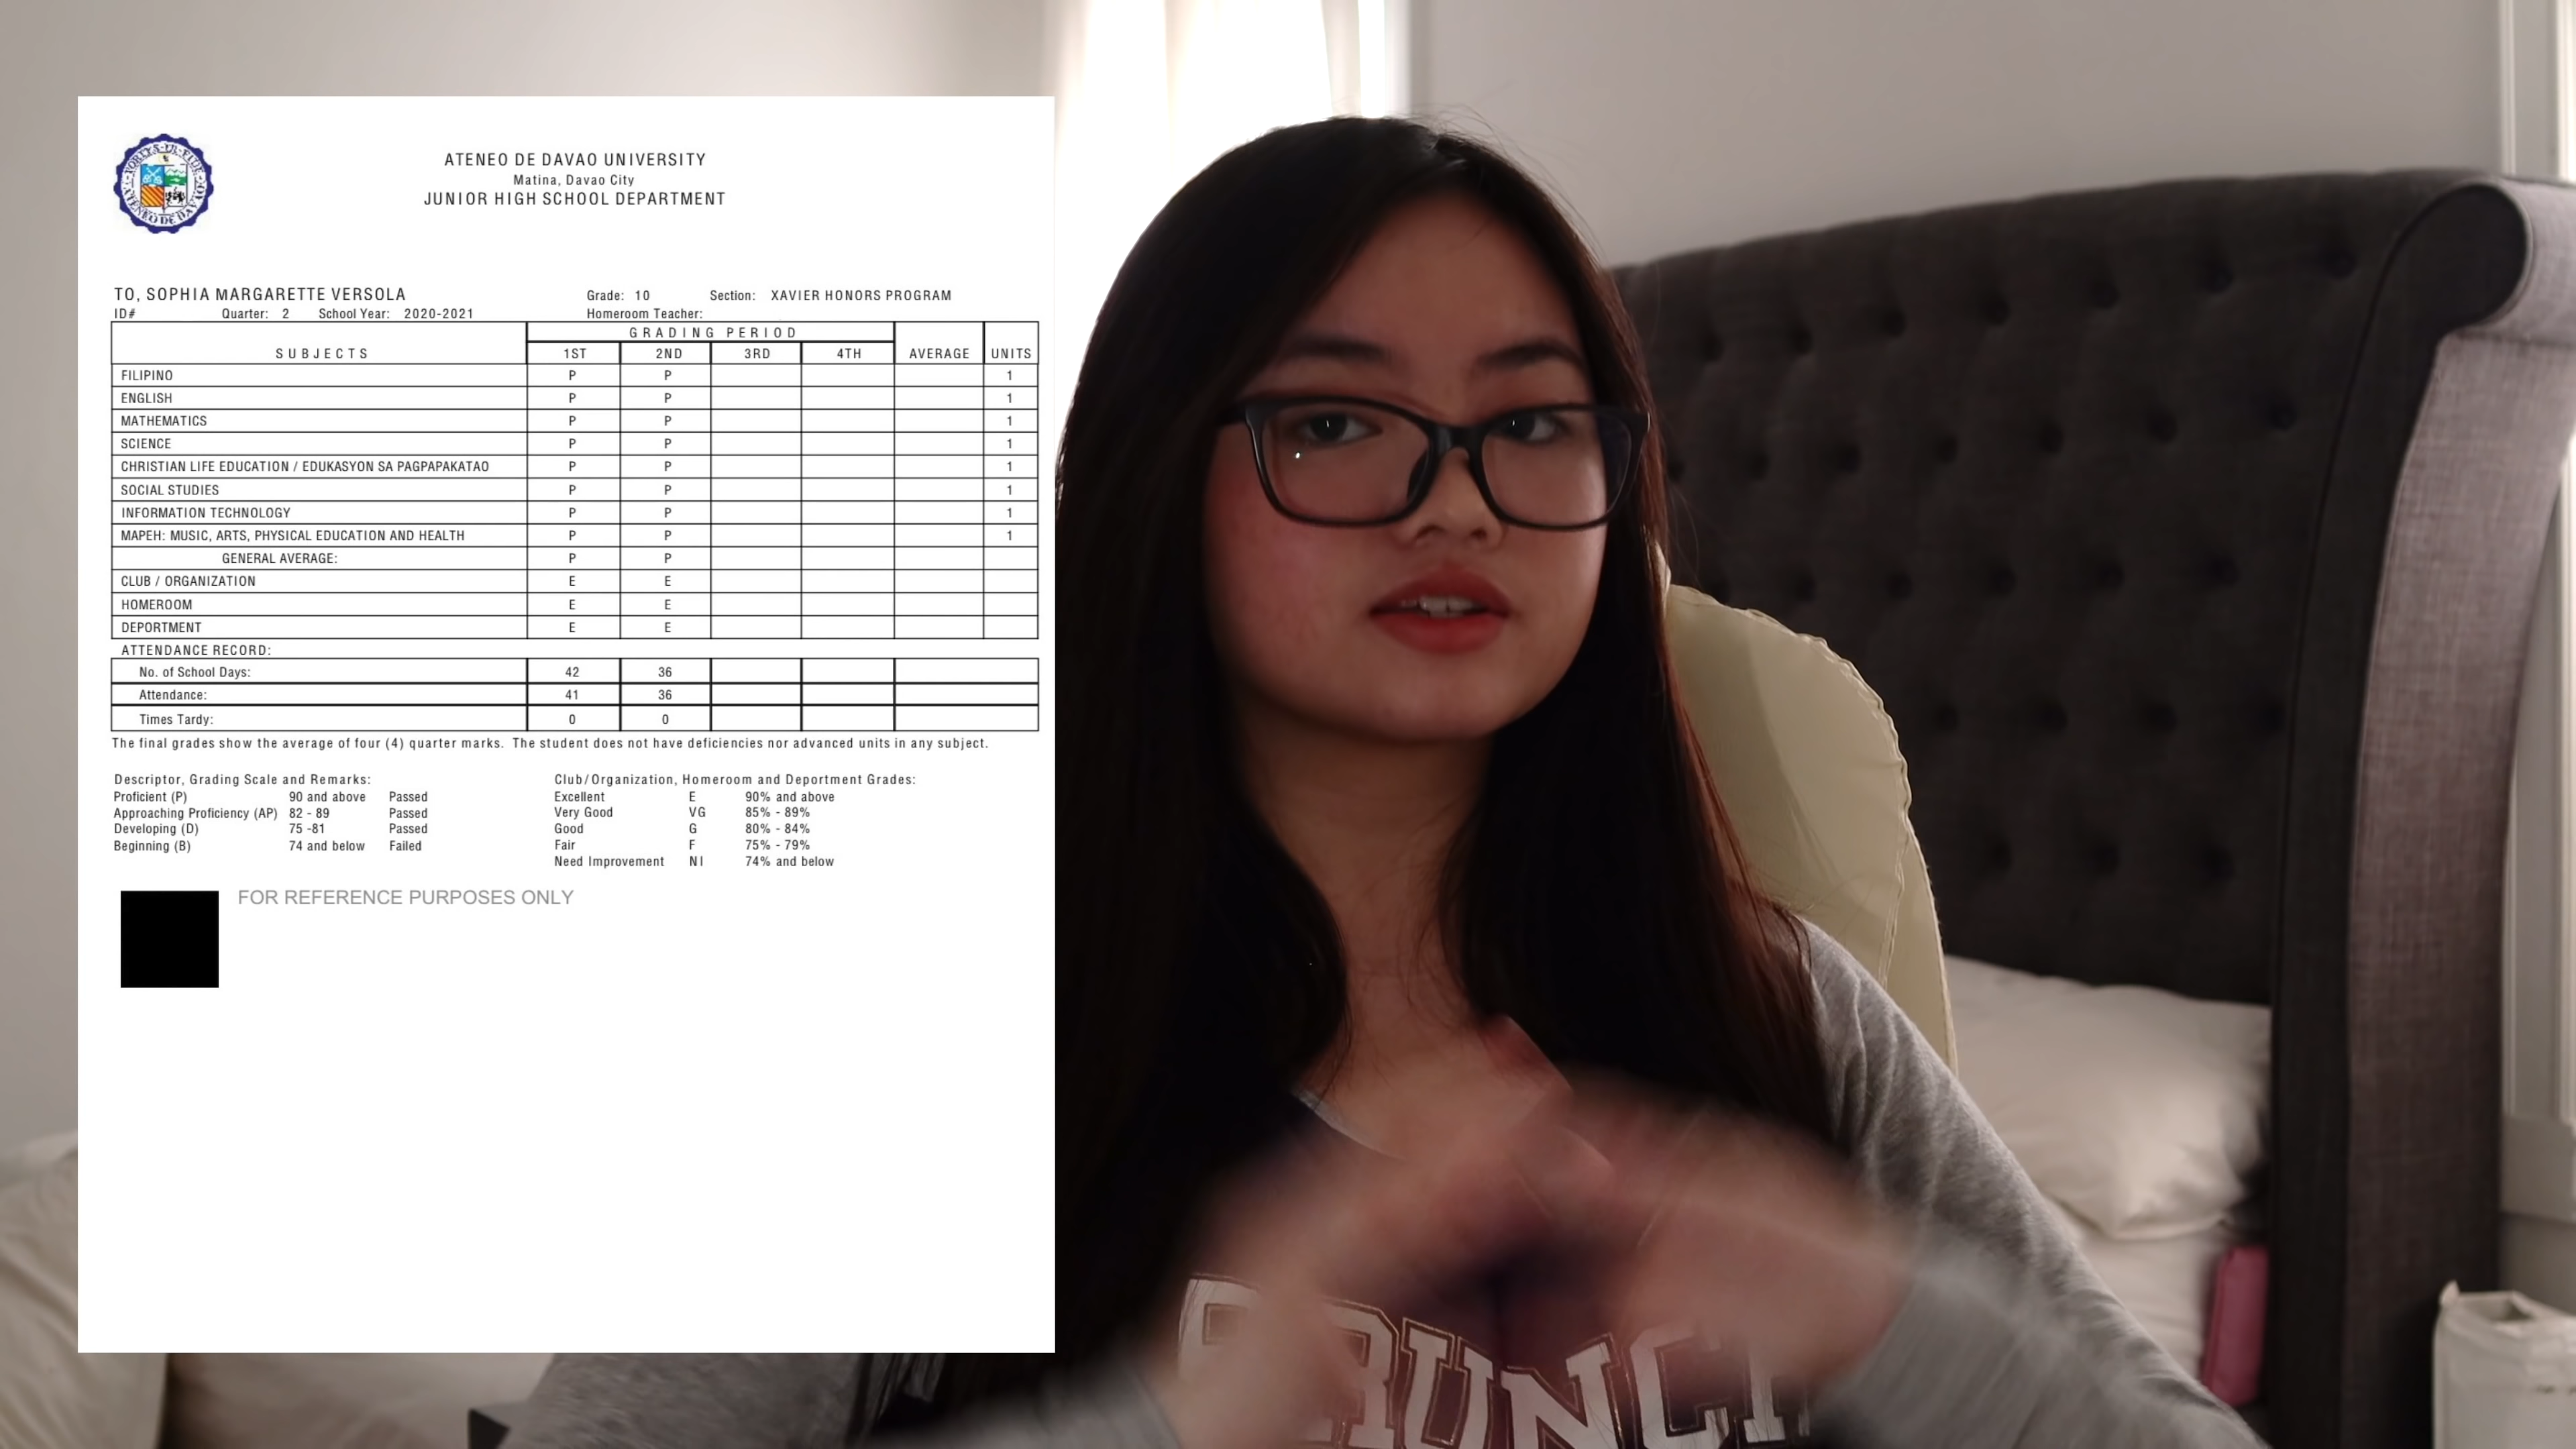 ATENEO DE DAVAO UNIVERSITY
Matina, Davao City
JUNIOR HIGH SCHOOL DEPARTMENT
TO, SOPHIA MARGARETTE VERSOLA Grade: 10 Section: XAVIER HONORS PROGRAM
ID# Quarter: 2 School Year: 2020-2021 Homeroom Teacher:
GRADING PERIOD
SUBJECTS 1ST 2ND 3RD 4TH AVERAGE UNITS
FILIPINO P P 1
ENGLISH P P 1
MATHEMATICS P P 1
SCIENCE P P 1
CHRISTIAN LIFE EDUCATION / EDUKASYON SA PAGPAPAKATAO P P 1
SOCIAL STUDIES P P 1
INFORMATION TECHNOLOGY P P 1
MAPEH: MUSIC, ARTS, PHYSICAL EDUCATION AND HEALTH P P 1
GENERAL AVERAGE: P P
CLUB / ORGANIZATION E E
HOMEROOM E E
DEPORTMENT E E
ATTENDANCE RECORD:
No. of School Days: 42 36
Attendance: 41 36
Times Tardy: 0 0
The final grades show the average of four (4) quarter marks. The student does not have deficiencies nor advanced units in any subject.
Descriptor, Grading Scale and Remarks: Club/Organization, Homeroom and Deportment Grades:
Proficient (P) 90 and above Passed Excellent E 90% and above
Approaching Proficiency (AP) 82 - 89 Passed Very Good VG 85% - 89%
Developing (D) 75 -81 Passed Good G 80% - 84%
Beginning (B) 74 and below Failed Fair F 75% - 79%
Need Improvement NI 74% and below
FOR REFERENCE PURPOSES ONLY